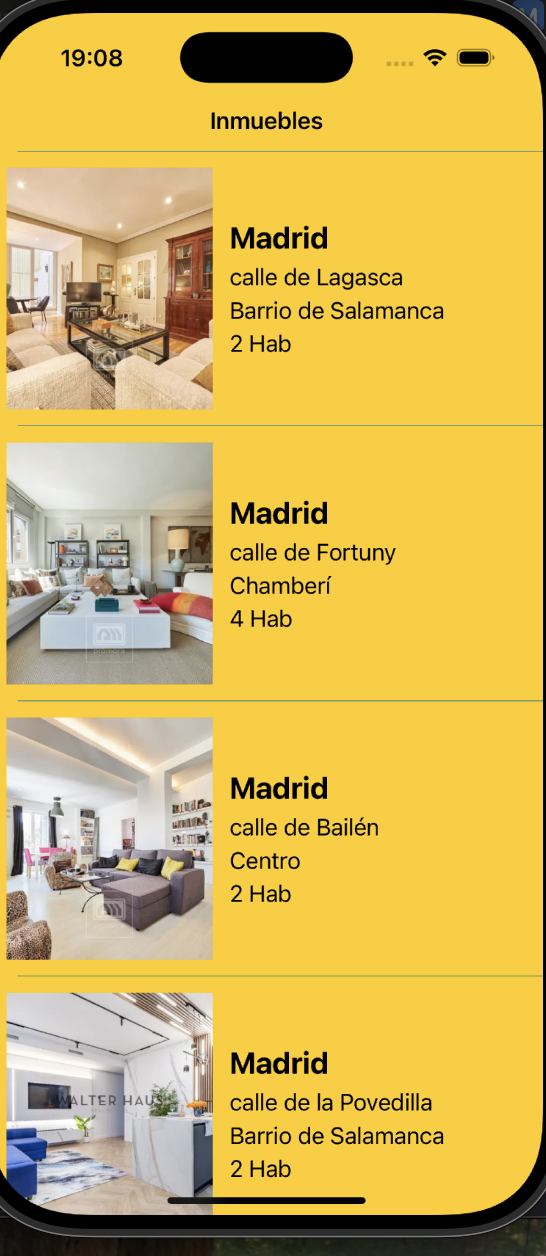 19:08
Inmuebles
Madrid
calle de Lagasca
Barrio de Salamanca
2 Hab
Madrid
calle de Fortuny
Chamberí
4 Hab
Madrid
calle de Bailén
Centro
2 Hab
WALTER HAUS
Madrid
calle de la Povedilla
Barrio de Salamanca
2 Hab